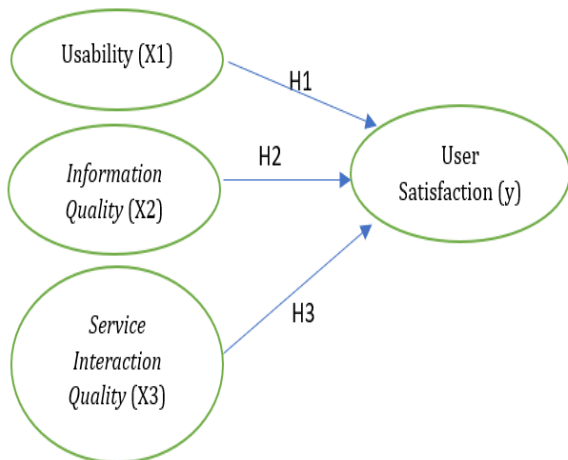 Usability (X1)
H1
Information
Quality (X2)
H2
User
Satisfaction (y)
Service
Interaction
Quality (X3)
H3